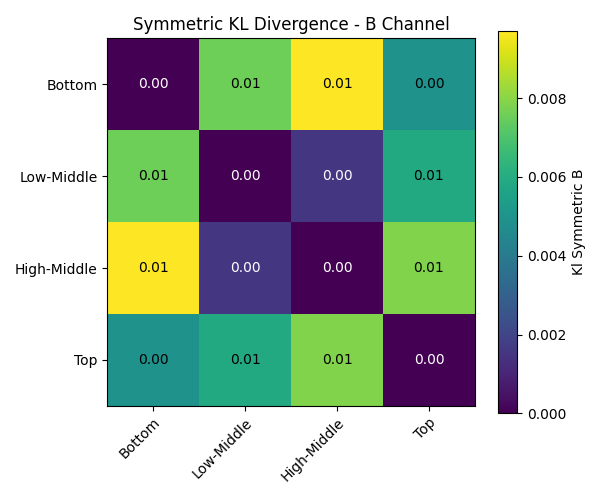 Symmetric KL Divergence - B Channel
Bottom
0.00
0.01
0.01
0.00
Low-Middle
0.01
0.00
0.00
0.01
High-Middle
0.01
0.00
0.00
0.01
Top
0.00
0.01
0.01
0.00
Bottom
Low-Middle
High-Middle
Top
0.008
0.006
0.004
0.002
0.000
Kl Symmetric B